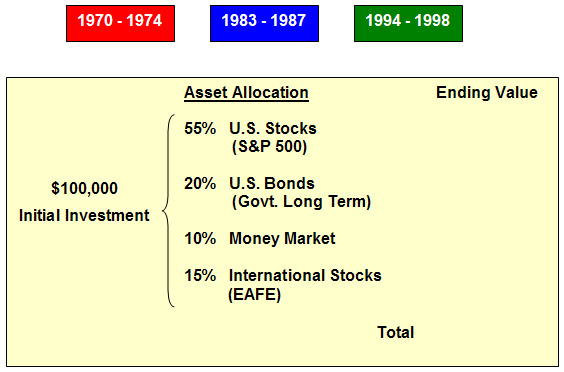 1970 - 1974 1983 - 1987 1994 - 1998
Asset Allocation Ending Value
55% U.S. Stocks
(S&P 500)
$100,000
Initial Investment
20% U.S. Bonds
(Govt. Long Term)
10% Money Market
15% International Stocks
(EAFE)
Total